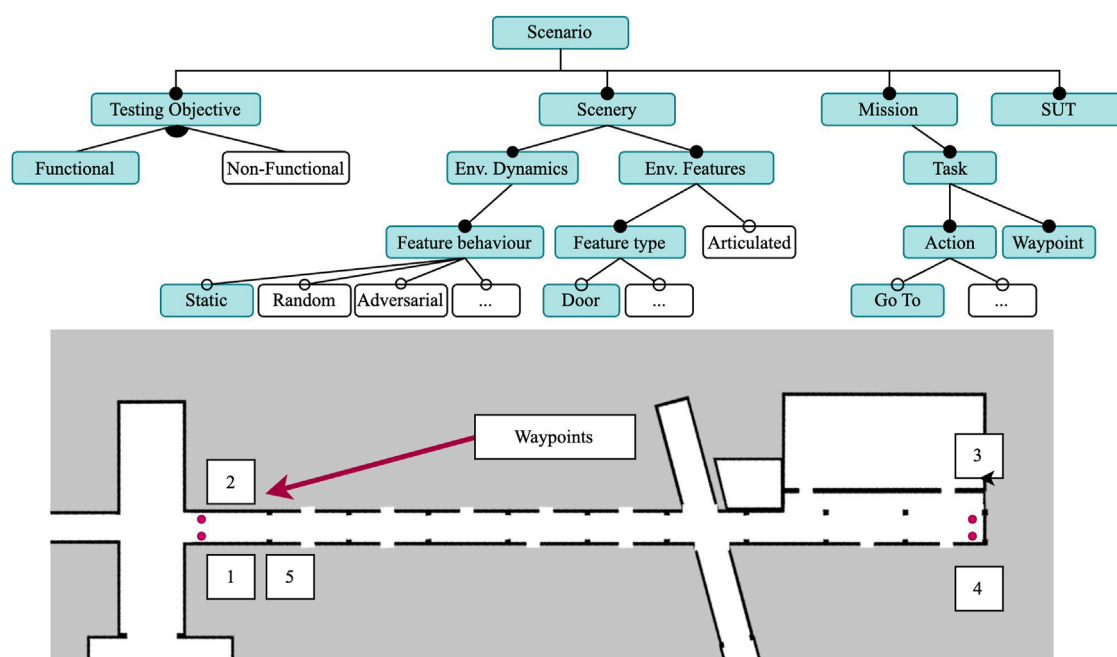 Scenario
Testing Objective
Scenery
Mission
SUT
Functional
Non-Functional
Env. Dynamics
Env. Features
Task
Feature behaviour
Feature type
Articulated
Action
Waypoint
Static
Random
Adversarial
...
Door
...
Go To
...
Waypoints
2
3
1
5
4